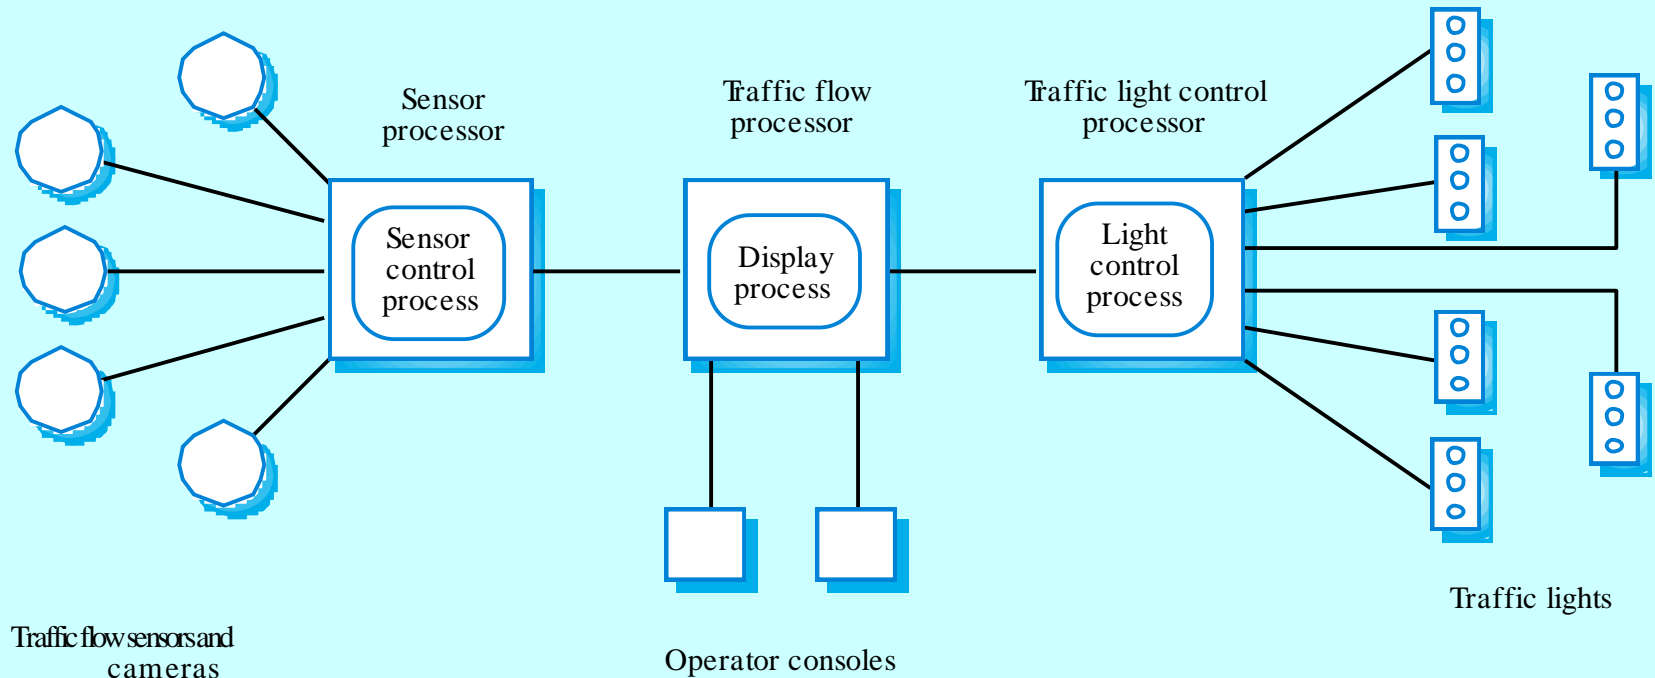 Sensor
processor
Traffic flow
processor
Traffic light control
processor
Sensor
control
process
Display
process
Light
control
process
Traffic lights
Traffic flow sensors and
cameras
Operator consoles